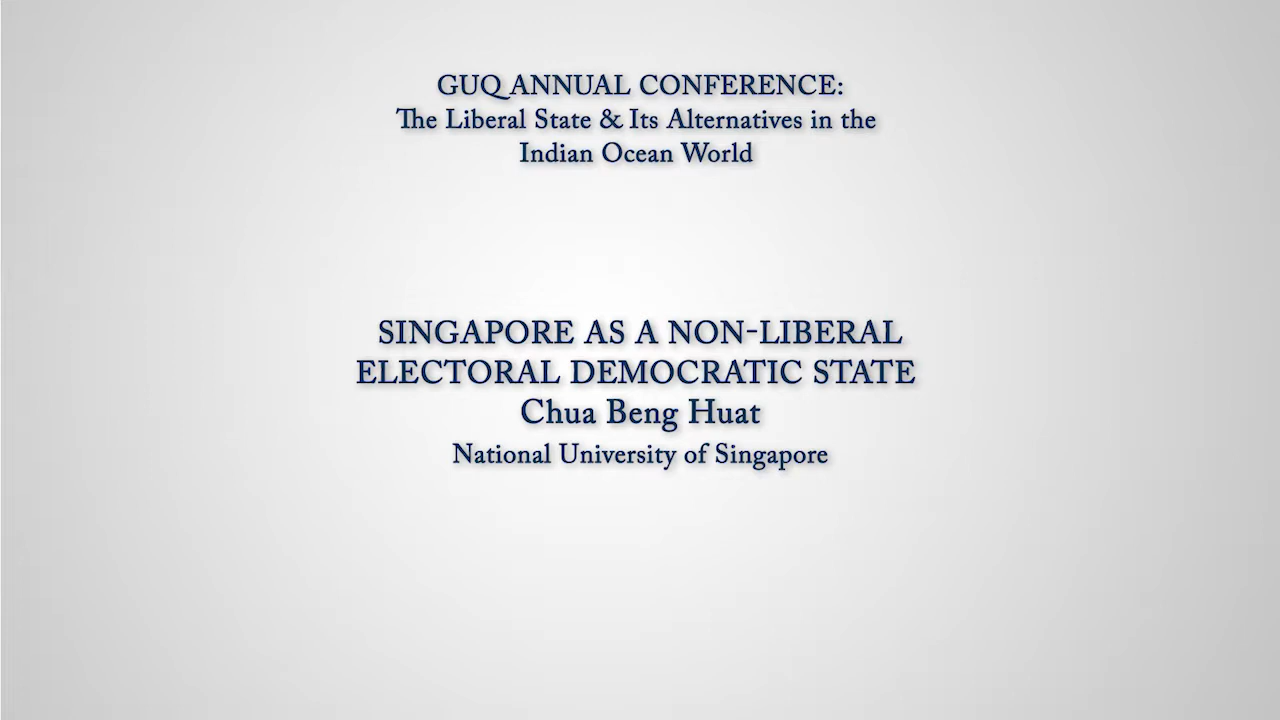 GUQ ANNUAL CONFERENCE:
The Liberal State & Its Alternatives in the
Indian Ocean World
SINGAPORE AS A NON-LIBERAL
ELECTORAL DEMOCRATIC STATE
Chua Beng Huat
National University of Singapore